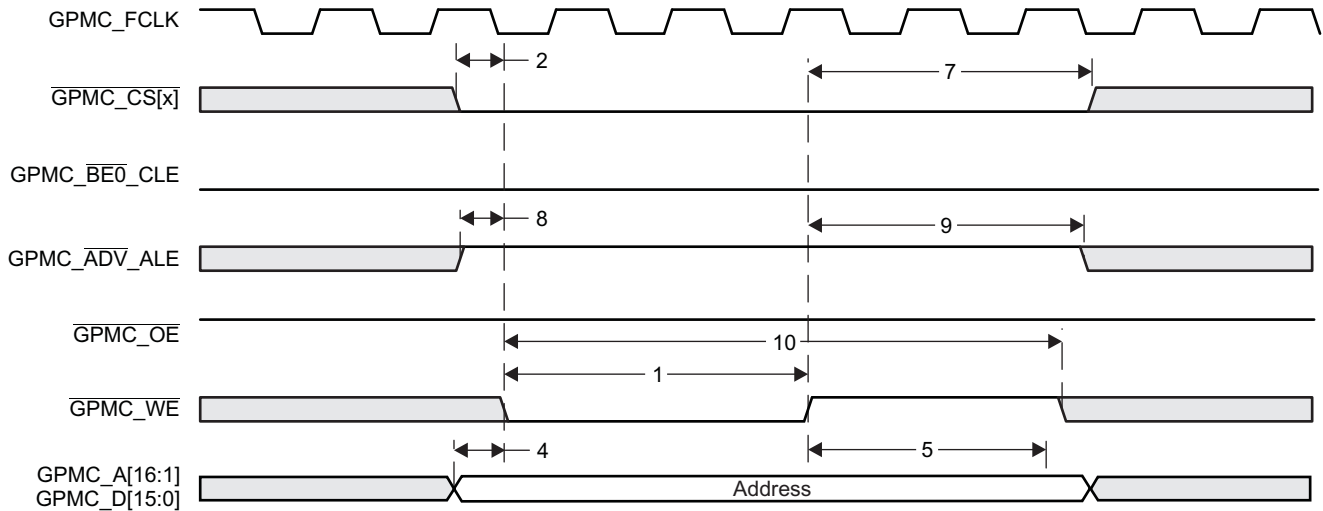 GPMC_FCLK
2
7
GPMC_CS[x]
GPMC_BE0_CLE
8
9
GPMC_ADV_ALE
GPMC_OE
10
1
GPMC_WE
4
5
GPMC_A[16:1]
GPMC_D[15:0]
Address